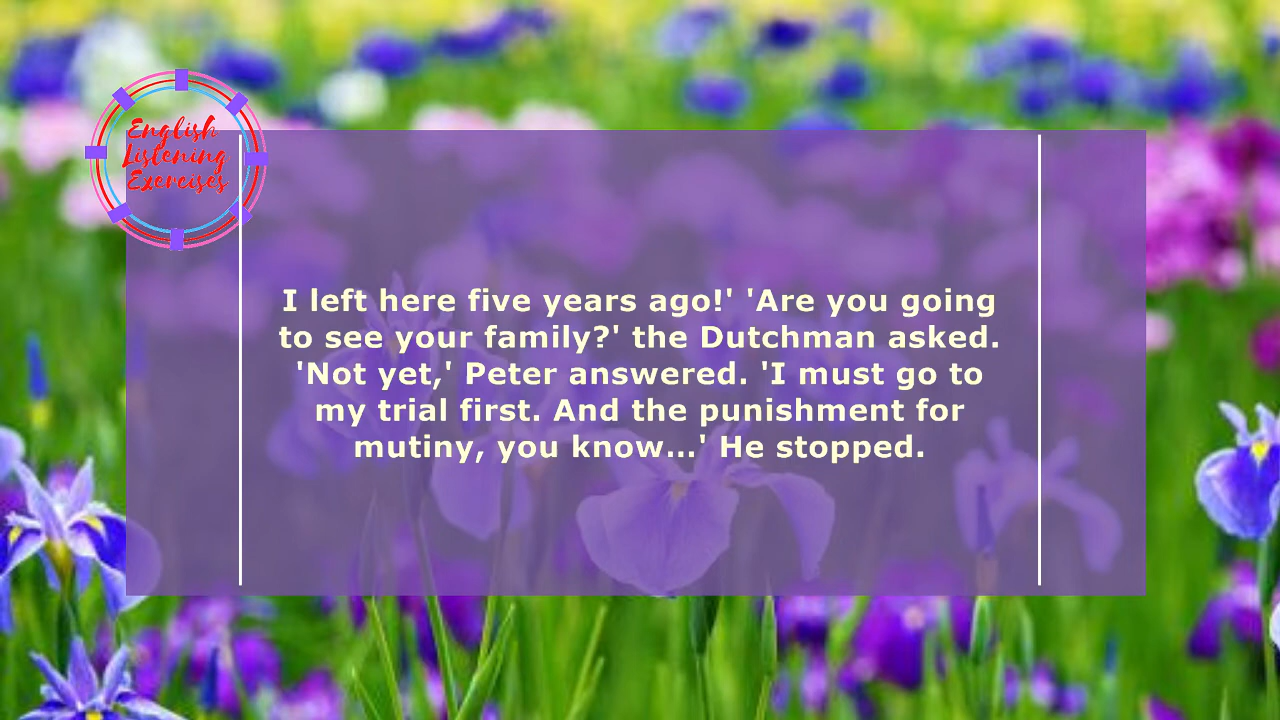 English
Listening
Exercises
I left here five years ago!' 'Are you going
to see your family?' the Dutchman asked.
'Not yet,' Peter answered. 'I must go to
my trial first. And the punishment for
mutiny, you know...' He stopped.